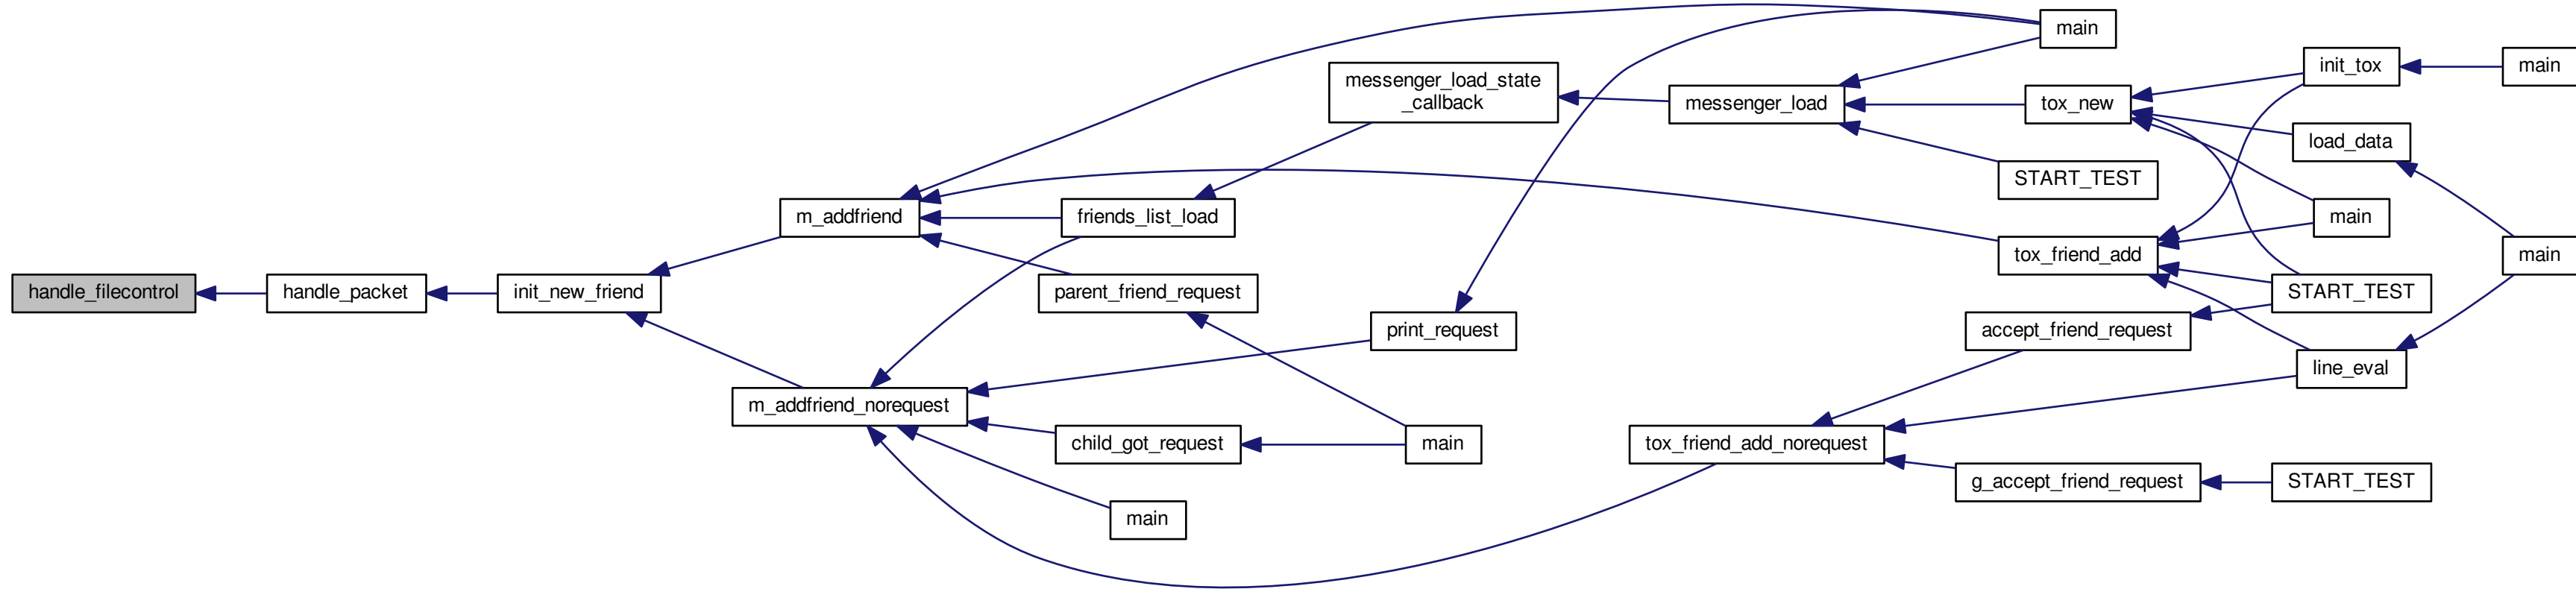 main
init_tox
main
messenger_load_state
_callback
messenger_load
tox_new
load_data
START_TEST
m_addfriend
friends_list_load
main
tox_friend_add
main
handle_filecontrol
handle_packet
init_new_friend
parent_friend_request
START_TEST
print_request
accept_friend_request
line_eval
m_addfriend_norequest
child_got_request
main
tox_friend_add_norequest
g_accept_friend_request
START_TEST
main